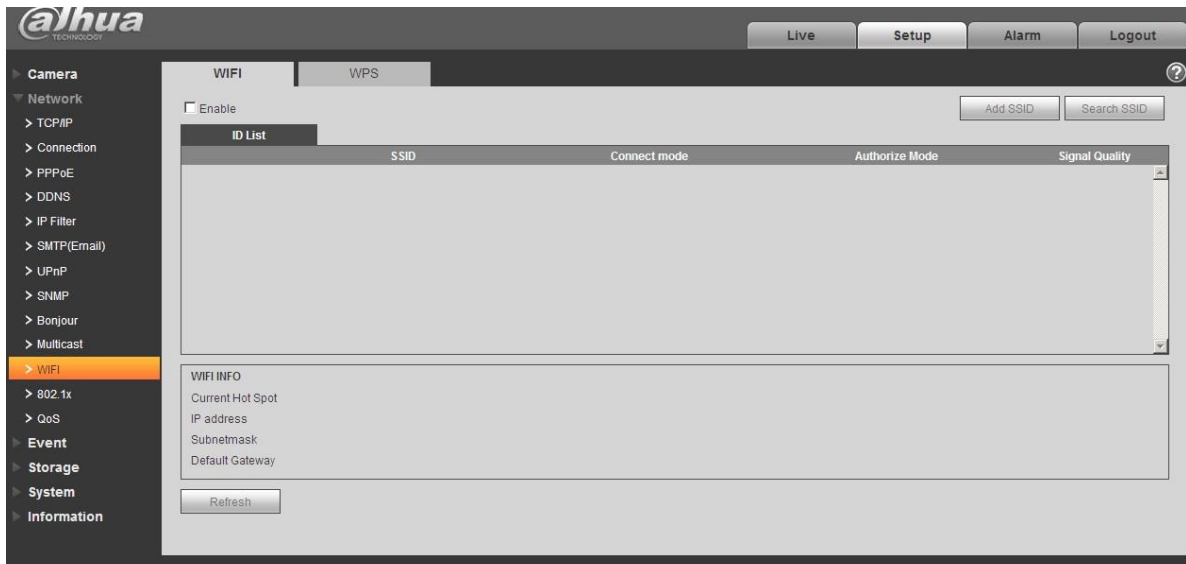 alhua
TECHNOLOGY
Live Setup Alarm Logout
Camera
Network
> TCP/IP
> Connection
> PPPoE
> DDNS
> IP Filter
> SMTP(Email)
> UPnP
> SNMP
> Bonjour
> Multicast
> WIFI
> 802.1x
> QoS
Event
Storage
System
Information
WIFI WPS
?
Enable Add SSID Search SSID
ID List
SSID Connect mode Authorize Mode Signal Quality
WIFI INFO
Current Hot Spot
IP address
Subnetmask
Default Gateway
Refresh